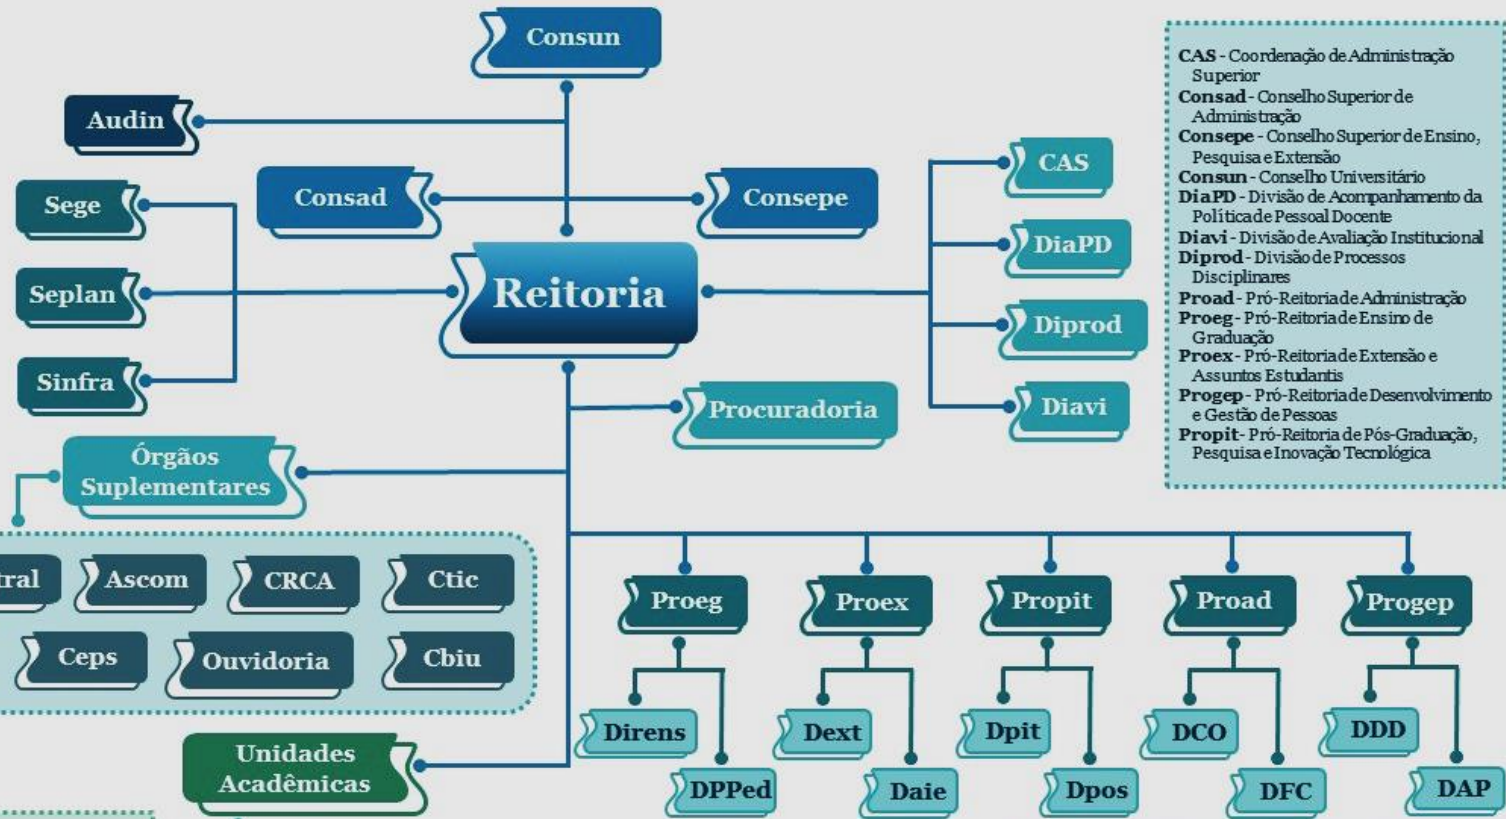 Consun
Audin
Consad
Consepe
Sege
Seplan
Sinfra
Reitoria
CAS
DiaPD
Diprod
Diavi
Procuradoria
Órgãos
Suplementares
Ascom
CRCA
Ctic
Ceps
Ouvidoria
Cbiu
Unidades
Acadêmicas
Proeg
Proex
Propit
Proad
Progep
Direns
Dext
Dpit
DCO
DDD
DPPed
Daie
Dpos
DFC
DAP
CAS - Coordenação de Administração
Superior
Consad - Conselho Superior de
Administração
Consepe - Conselho Superior de Ensino,
Pesquisa e Extensão
Consun - Conselho Universitário
DiaPD - Divisão de Acompanhamento da
Política de Pessoal Docente
Diavi - Divisão de Avaliação Institucional
Diprod - Divisão de Processos
Disciplinares
Proad - Pró-Reitoria de Administração
Proeg - Pró-Reitoria de Ensino de
Graduação
Proex - Pró-Reitoria de Extensão e
Assuntos Estudantis
Progep - Pró-Reitoria de Desenvolvimento
e Gestão de Pessoas
Propit - Pró-Reitoria de Pós-Graduação,
Pesquisa e Inovação Tecnológica